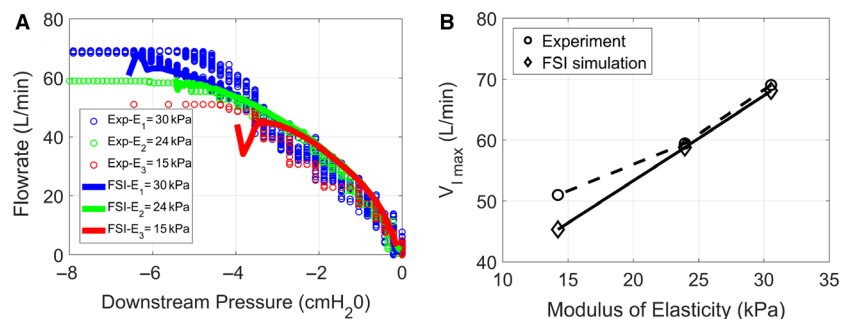 A
80
60
40
20
0
Flowrate (L/min)
Exp-E1 = 30 kPa
Exp-E2 = 24 kPa
Exp-E3 = 15 kPa
FSI-E1 = 30 kPa
FSI-E2 = 24 kPa
FSI-E3 = 15 kPa
−8 −6 −4 −2 0
Downstream Pressure (cmH20)
B
80
70
60
50
40
VI max (L/min)
Experiment
FSI simulation
10 15 20 25 30 35
Modulus of Elasticity (kPa)